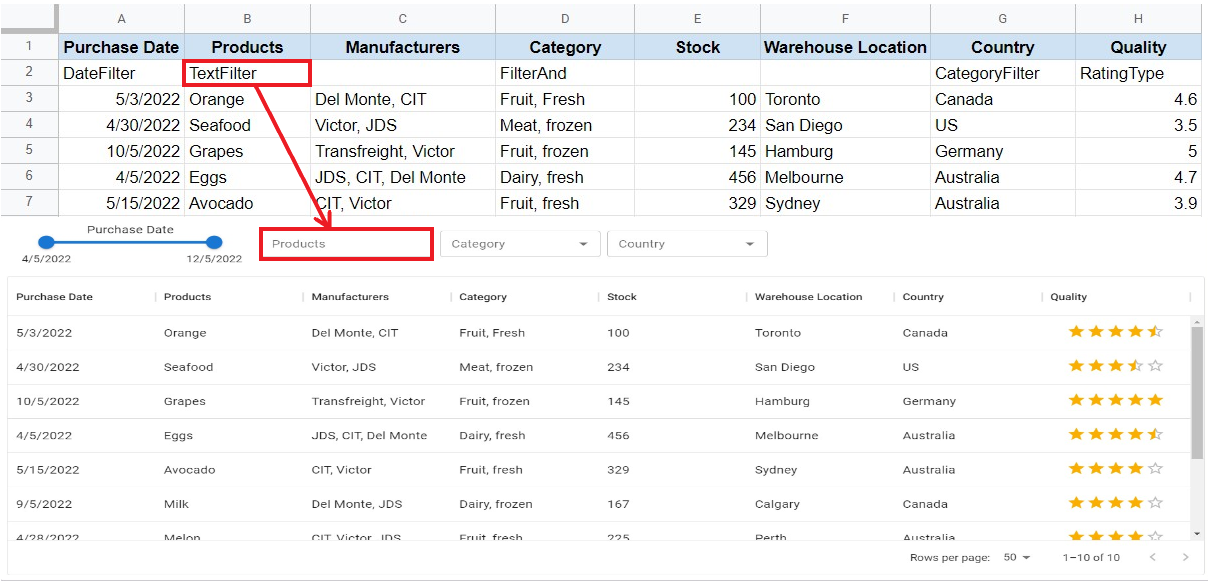 A B C D E F G H
1 Purchase Date Products Manufacturers Category Stock Warehouse Location Country Quality
2 DateFilter TextFilter FilterAnd CategoryFilter RatingType
3 5/3/2022 Orange Del Monte, CIT Fruit, Fresh 100 Toronto Canada 4.6
4 4/30/2022 Seafood Victor, JDS Meat, frozen 234 San Diego US 3.5
5 10/5/2022 Grapes Transfreight, Victor Fruit, frozen 145 Hamburg Germany 5
6 4/5/2022 Eggs JDS, CIT, Del Monte Dairy, fresh 456 Melbourne Australia 4.7
7 5/15/2022 Avocado CIT, Victor Fruit, fresh 329 Sydney Australia 3.9
Purchase Date
Products Category Country
4/5/2022 12/5/2022
Purchase Date Products Manufacturers Category Stock Warehouse Location Country Quality
5/3/2022 Orange Del Monte, CIT Fruit, Fresh 100 Toronto Canada
4/30/2022 Seafood Victor, JDS Meat, frozen 234 San Diego US
10/5/2022 Grapes Transfreight, Victor Fruit, frozen 145 Hamburg Germany
4/5/2022 Eggs JDS, CIT, Del Monte Dairy, fresh 456 Melbourne Australia
5/15/2022 Avocado CIT, Victor Fruit, fresh 329 Sydney Australia
9/5/2022 Milk Del Monte, JDS Dairy, frozen 167 Calgary Canada
4/28/2022 Melon CIT, Victor, JDS Fruit, fresh 225 Perth Australia
Rows per page: 50 1–10 of 10